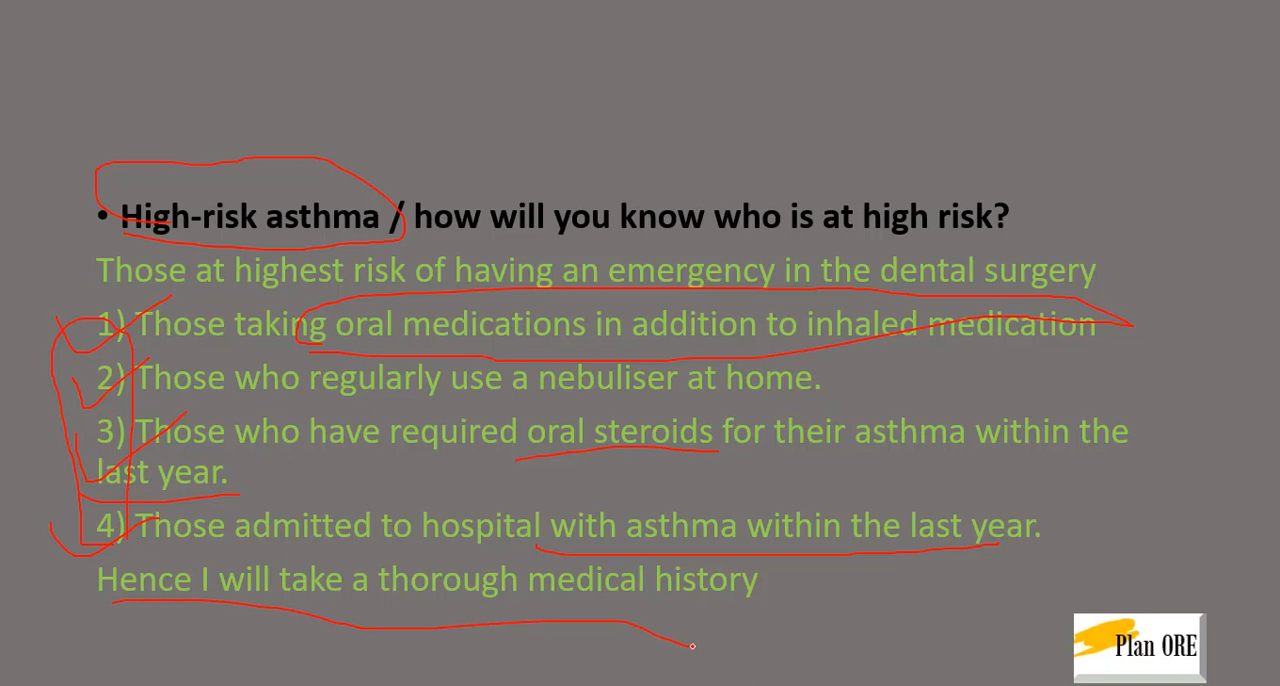 • High-risk asthma / how will you know who is at high risk?
Those at highest risk of having an emergency in the dental surgery
1) Those taking oral medications in addition to inhaled medication
2) Those who regularly use a nebuliser at home.
3) Those who have required oral steroids for their asthma within the
last year.
4) Those admitted to hospital with asthma within the last year.
Hence I will take a thorough medical history
Plan ORE